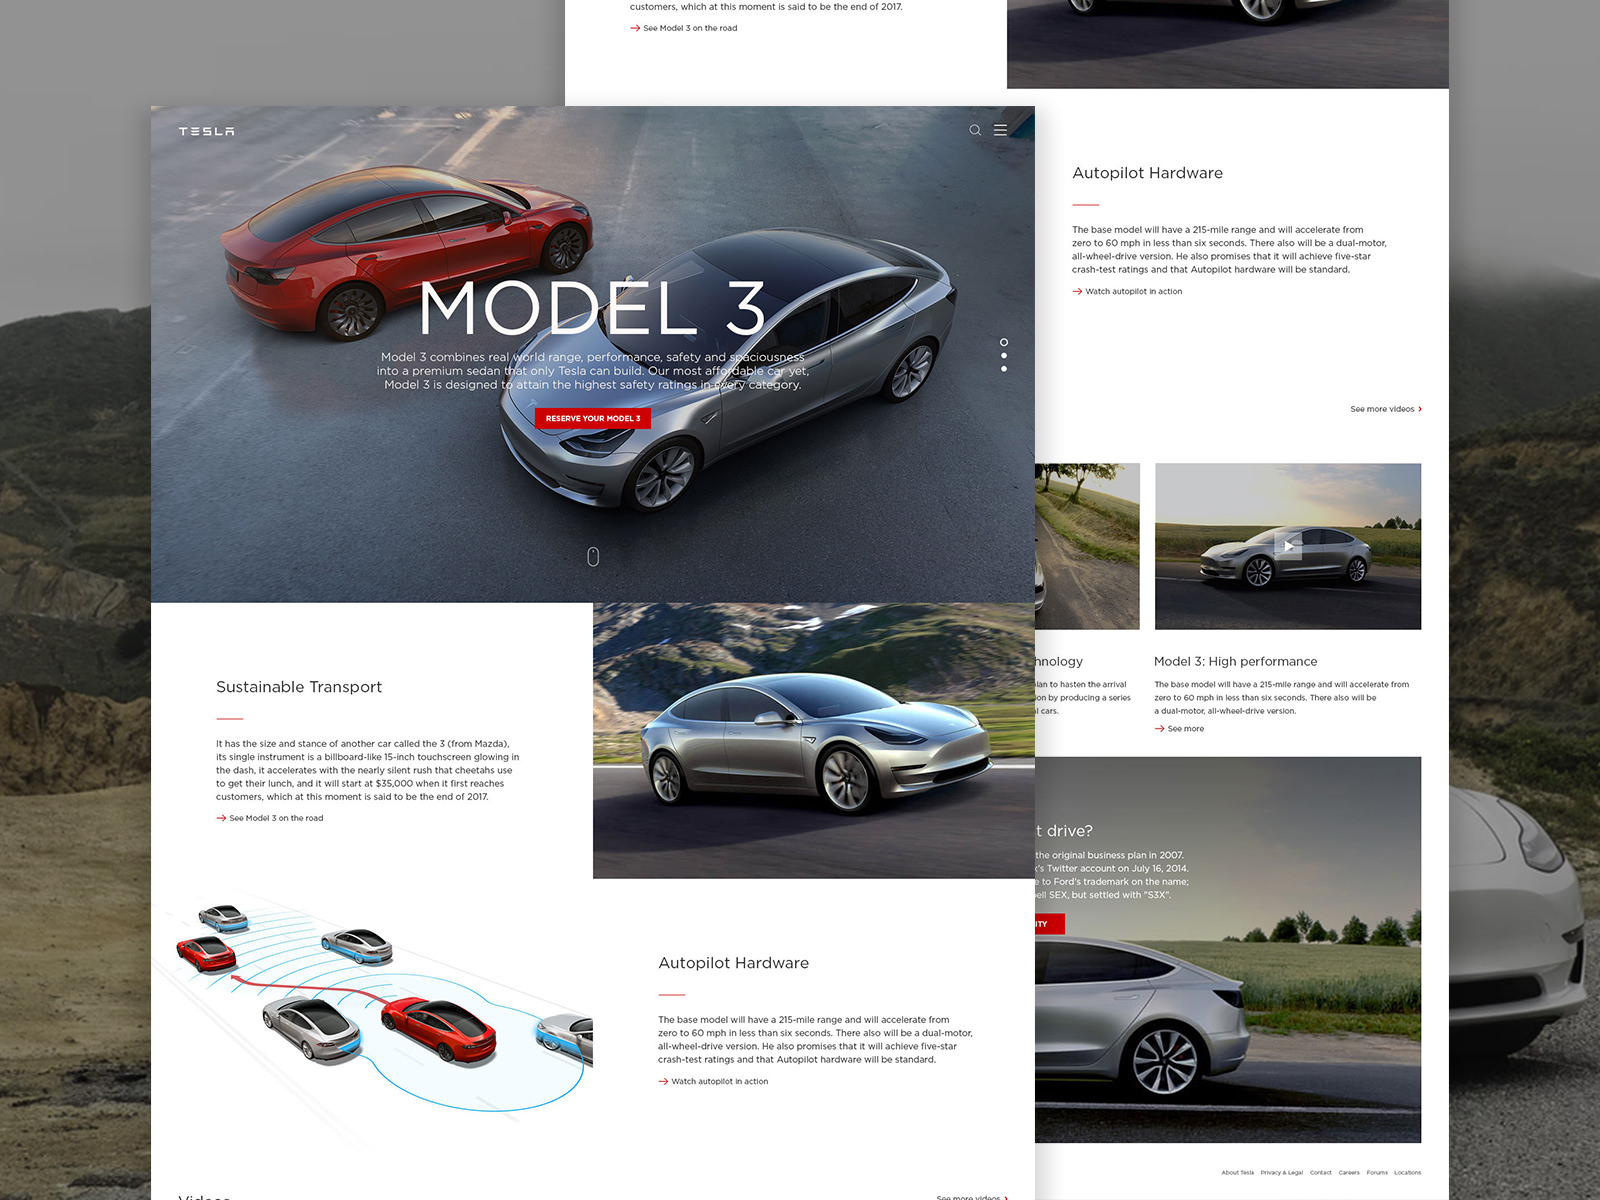 customers, which at this moment is said to be the end of 2017.
See Model 3 on the road
TESLA
MODEL 3
Model 3 combines real world range, performance, safety and spaciousness
into a premium sedan that only Tesla can build. Our most affordable car yet,
Model 3 is designed to attain the highest safety ratings in every category.
RESERVE YOUR MODEL 3
Sustainable Transport
It has the size and stance of another car called the 3 (from Mazda),
its single instrument is a billboard-like 15-inch touchscreen glowing in
the dash, it accelerates with the nearly silent rush that cheetahs use
to get their lunch, and it will start at $35,000 when it first reaches
customers, which at this moment is said to be the end of 2017.
See Model 3 on the road
Autopilot Hardware
The base model will have a 215-mile range and will accelerate from
zero to 60 mph in less than six seconds. There also will be a dual-motor,
all-wheel-drive version. He also promises that it will achieve five-star
crash-test ratings and that Autopilot hardware will be standard.
Watch autopilot in action
Videos
See more videos
Autopilot Hardware
The base model will have a 215-mile range and will accelerate from
zero to 60 mph in less than six seconds. There also will be a dual-motor,
all-wheel-drive version. He also promises that it will achieve five-star
crash-test ratings and that Autopilot hardware will be standard.
Watch autopilot in action
See more videos
hnology
lan to hasten the arrival
on by producing a series
l cars.
Model 3: High performance
The base model will have a 215-mile range and will accelerate from
zero to 60 mph in less than six seconds. There also will be
a dual-motor, all-wheel-drive version.
See more
t drive?
the original business plan in 2007.
's Twitter account on July 16, 2014.
e to Ford's trademark on the name;
ell SEX, but settled with "S3X".
ITY
About Tesla Privacy & Legal Contact Careers Forums Locations